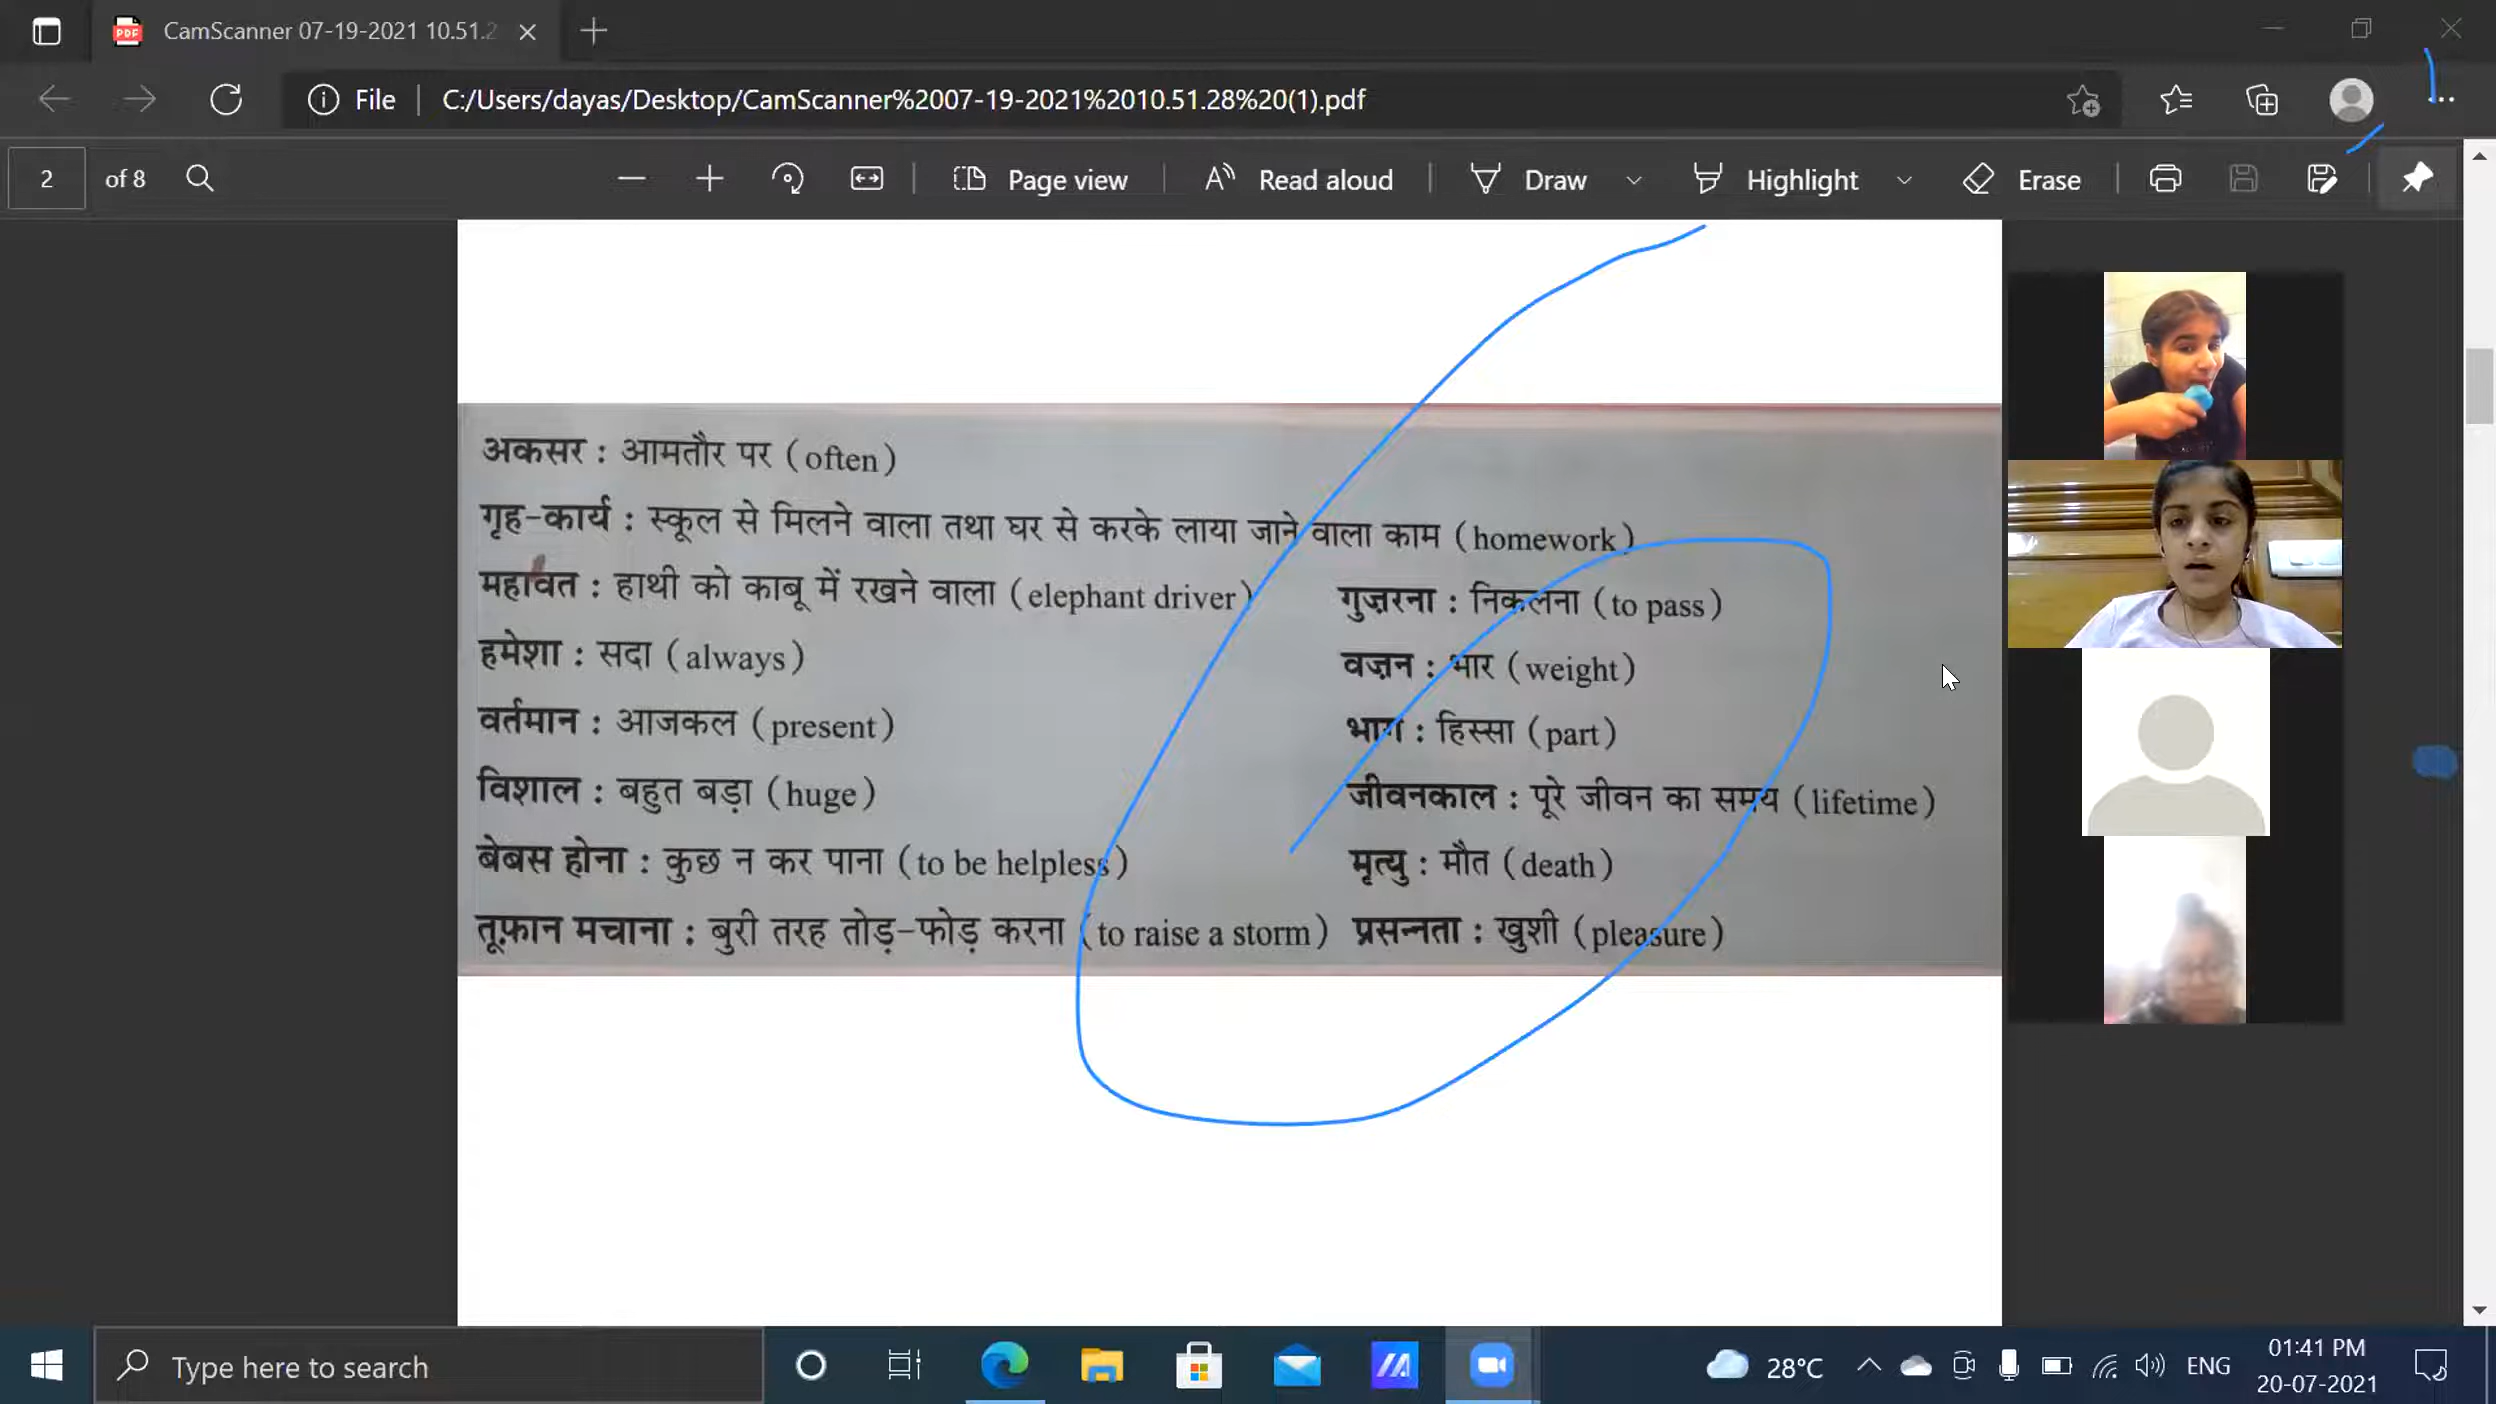 CamScanner 07-19-2021 10.51.2
File
C:/Users/dayas/Desktop/CamScanner%2007-19-2021%2010.51.28%20(1).pdf
2 of 8
Page view
Read aloud
Draw
Highlight
Erase
अकसर : आमतौर पर (often)
गृह-कार्य : स्कूल से मिलने वाला तथा घर से करके लाया जाने वाला काम (homework)
महावत : हाथी को काबू में रखने वाला (elephant driver)
हमेशा : सदा (always)
वर्तमान : आजकल (present)
विशाल : बहुत बड़ा (huge)
बेबस होना : कुछ न कर पाना (to be helpless)
तूफ़ान मचाना : बुरी तरह तोड़-फोड़ करना (to raise a storm)
गुज़रना : निकलना (to pass)
वज़न : भार (weight)
भाग : हिस्सा (part)
जीवनकाल : पूरे जीवन का समय (lifetime)
मृत्यु : मौत (death)
प्रसन्नता : खुशी (pleasure)
Type here to search
28°C
ENG
01:41 PM
20-07-2021